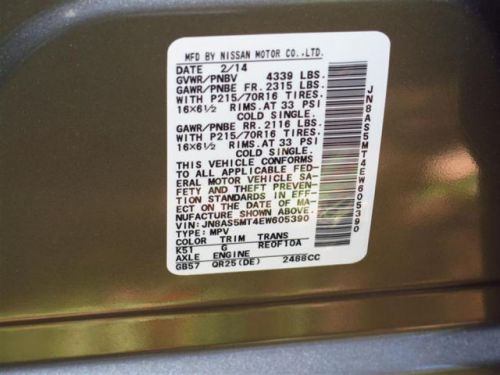 MFD BY NISSAN MOTOR CO.,LTD.
DATE 2/14
GVWR/PNBV 4339 LBS.
GAWR/PNBE FR. 2315 LBS.
WITH P215/70R16 TIRES.
16X6½ RIMS AT 33 PSI
COLD SINGLE.
GAWR/PNBE RR. 2116 LBS.
WITH P215/70R16 TIRES.
16X6½ RIMS AT 33 PSI
COLD SINGLE.
THIS VEHICLE CONFORMS
TO ALL APPLICABLE FED-
ERAL MOTOR VEHICLE SA-
FETY AND THEFT PREVEN-
TION STANDARDS IN EFF-
ECT ON THE DATE OF MA-
NUFACTURE SHOWN ABOVE.
VIN: JN8AS5MT4EW605390
TYPE: MPV
COLOR TRIM TRANS
K51 G RE0F10A
AXLE ENGINE
GB57 QR25(DE) 2488CC
JN8AS5MT4EW605390